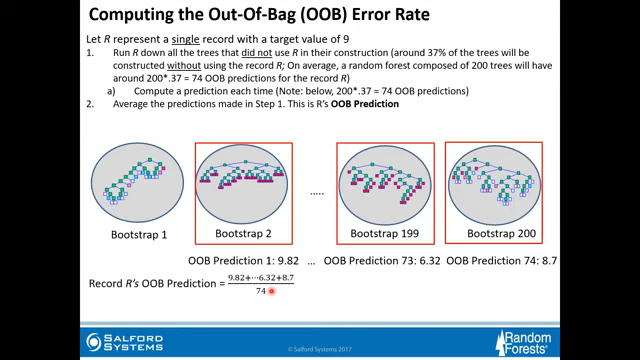 Computing the Out-Of-Bag (OOB) Error Rate
Let R represent a single record with a target value of 9
1. Run R down all the trees that did not use R in their construction (around 37% of the trees will be
constructed without using the record R; On average, a random forest composed of 200 trees will have
around 200*.37 = 74 OOB predictions for the record R)
a) Compute a prediction each time (Note: below, 200*.37 = 74 OOB predictions)
2. Average the predictions made in Step 1. This is R's OOB Prediction
.....
Bootstrap 1 Bootstrap 2 Bootstrap 199 Bootstrap 200
OOB Prediction 1: 9.82 ... OOB Prediction 73: 6.32 OOB Prediction 74: 8.7
Record R's OOB Prediction = 9.82+⋯6.32+8.7
74
SALFORD SYSTEMS
© Salford Systems 2017
Random Forests®